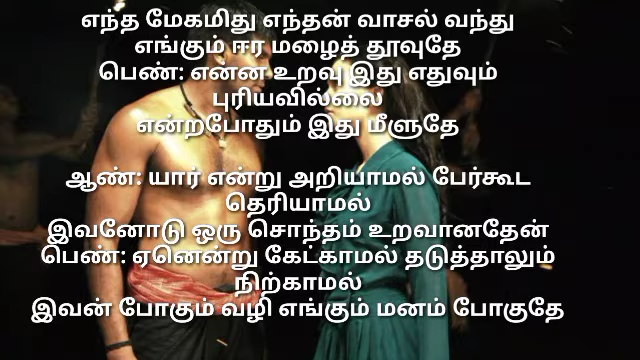 எந்த மேகமிது எந்தன் வாசல் வந்து
எங்கும் ஈர மழைத் தூவுதே
பெண்: என்ன உறவு இது எதுவும்
புரியவில்லை
என்றபோதும் இது மீளுதே
ஆண்: யார் என்று அறியாமல் பேர்கூட
தெரியாமல்
இவனோடு ஒரு சொந்தம் உறவானதேன்
பெண்: ஏனென்று கேட்காமல் தடுத்தாலும்
நிற்காமல்
இவன் போகும் வழி எங்கும் மனம் போகுதே